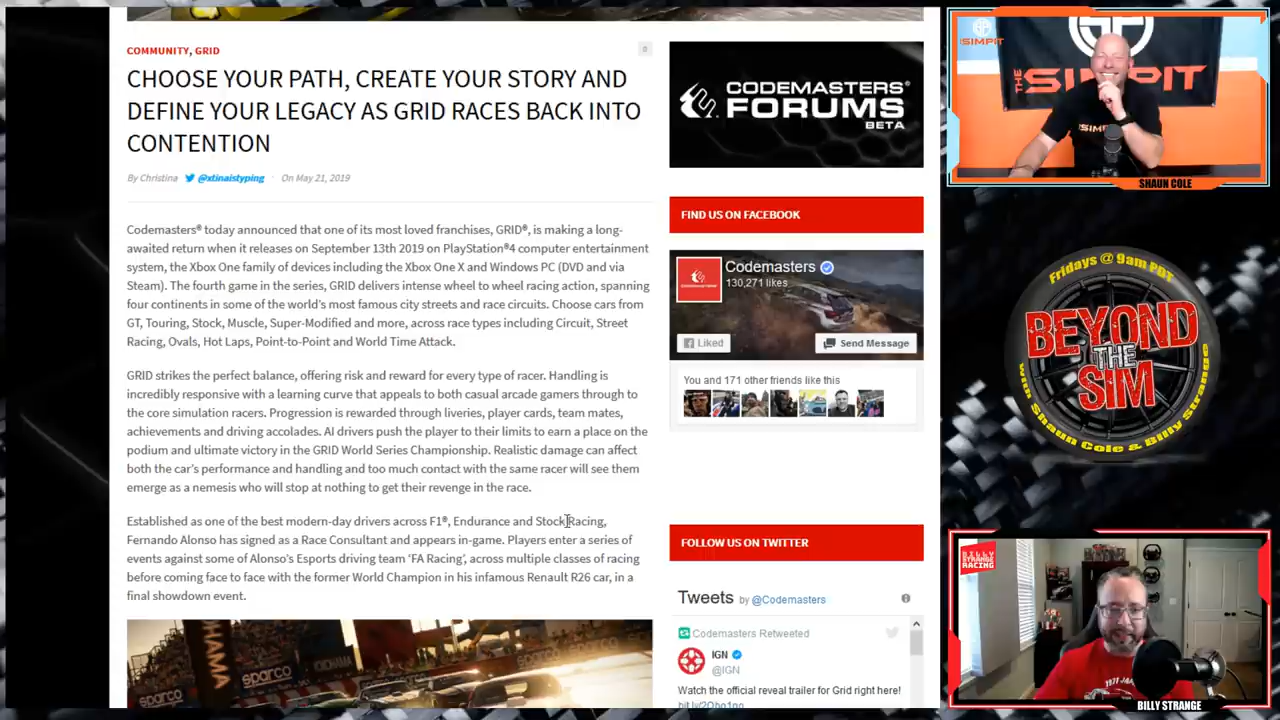 COMMUNITY, GRID
0
CHOOSE YOUR PATH, CREATE YOUR STORY AND
DEFINE YOUR LEGACY AS GRID RACES BACK INTO
CONTENTION
By Christina @xtinaistyping · On May 21, 2019
Codemasters® today announced that one of its most loved franchises, GRID®, is making a long-
awaited return when it releases on September 13th 2019 on PlayStation®4 computer entertainment
system, the Xbox One family of devices including the Xbox One X and Windows PC (DVD and via
Steam). The fourth game in the series, GRID delivers intense wheel to wheel racing action, spanning
four continents in some of the world's most famous city streets and race circuits. Choose cars from
GT, Touring, Stock, Muscle, Super-Modified and more, across race types including Circuit, Street
Racing, Ovals, Hot Laps, Point-to-Point and World Time Attack.
GRID strikes the perfect balance, offering risk and reward for every type of racer. Handling is
incredibly responsive with a learning curve that appeals to both casual arcade gamers through to
the core simulation racers. Progression is rewarded through liveries, player cards, team mates,
achievements and driving accolades. AI drivers push the player to their limits to earn a place on the
podium and ultimate victory in the GRID World Series Championship. Realistic damage can affect
both the car's performance and handling and too much contact with the same racer will see them
emerge as a nemesis who will stop at nothing to get their revenge in the race.
Established as one of the best modern-day drivers across F1®, Endurance and Stock Racing,
Fernando Alonso has signed as a Race Consultant and appears in-game. Players enter a series of
events against some of Alonso's Esports driving team 'FA Racing', across multiple classes of racing
before coming face to face with the former World Champion in his infamous Renault R26 car, in a
final showdown event.
YOKOHAMA
sparco
sparco
CODEMASTERS®
FORUMS
BETA
FIND US ON FACEBOOK
Codemasters
130,271 likes
Liked
Send Message
You and 171 other friends like this
FOLLOW US ON TWITTER
Tweets by @Codemasters
Codemasters Retweeted
IGN
@IGN
Watch the official reveal trailer for Grid right here!
SIMPIT
THE SIMPIT
SIMPIT
SHAUN COLE
Fridays @ 9am PDT
BEYOND
THE
SIM
with Shaun Cole & Billy Strange
BILLY STRANGE
RACING
BILLY STRANGE